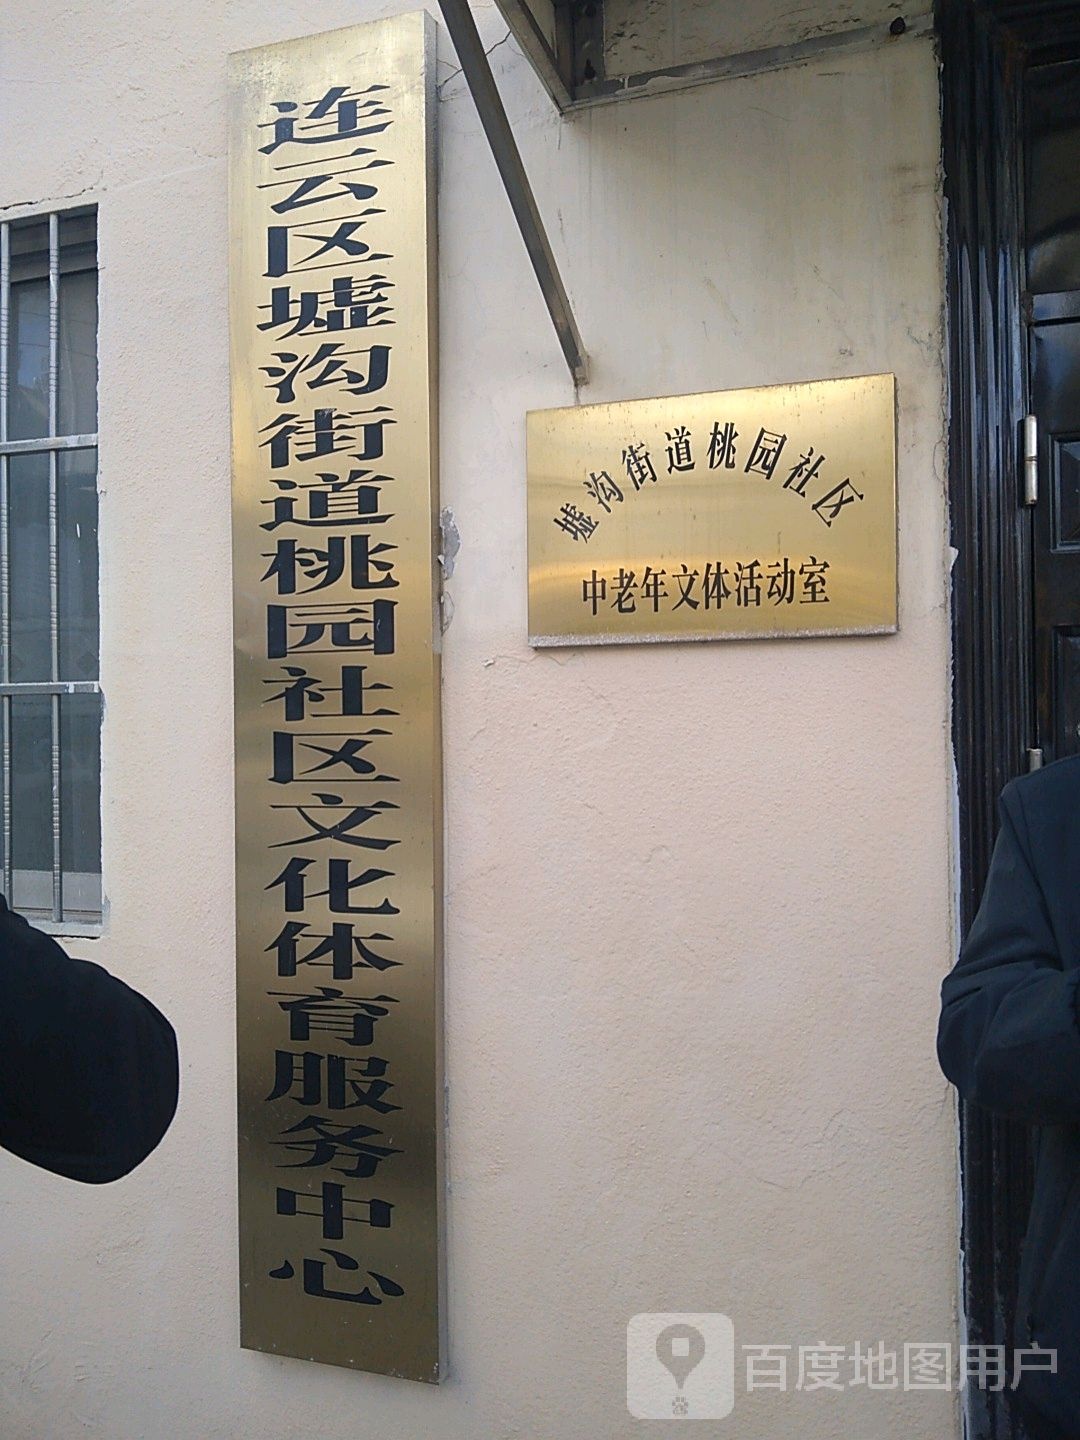 连云区墟沟街道桃园社区文化体育服务中心
墟沟街道桃园社区
中老年文体活动室
百度地图用户